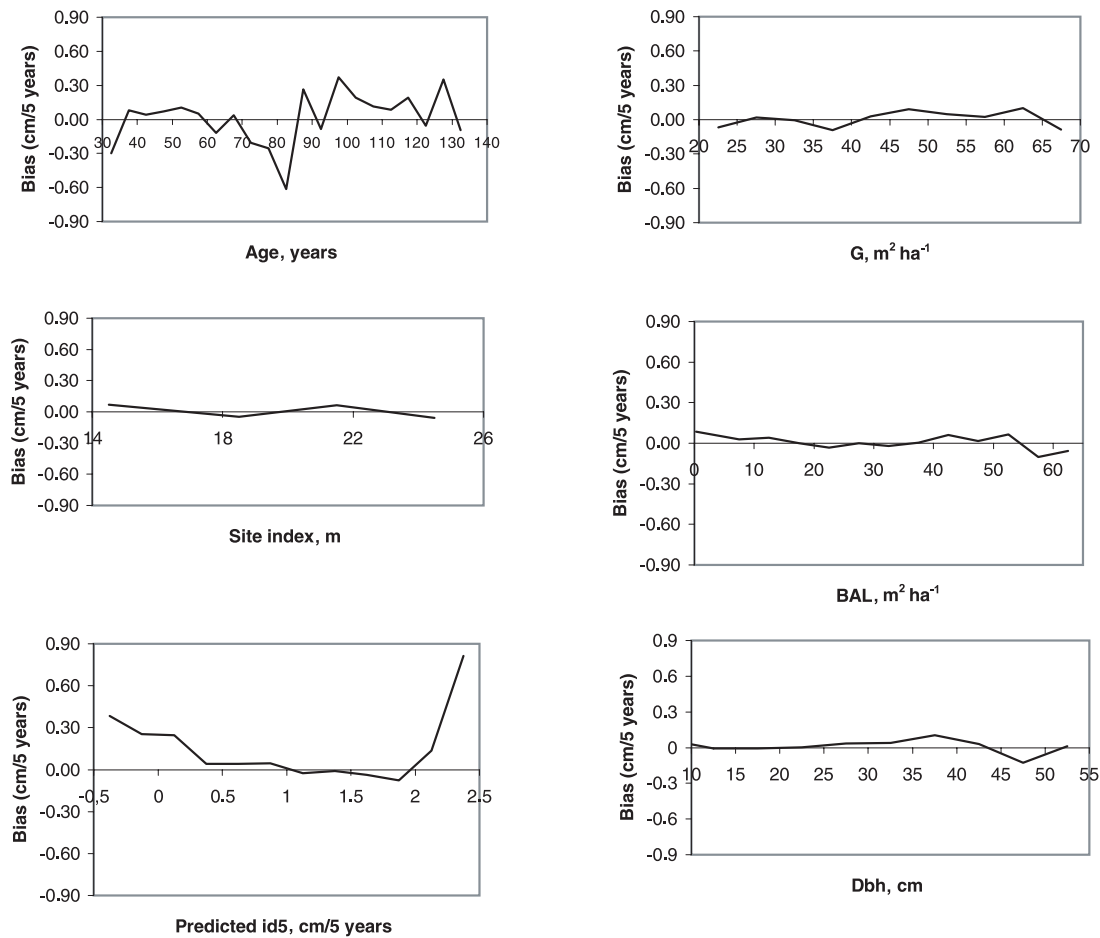 0.90
0.60
0.30
0.00
-0.30
-0.60
-0.90
Bias (cm/5 years)
30 40 50 60 70 80 90 100 110 120 130 140
Age, years
0.90
0.60
0.30
0.00
-0.30
-0.60
-0.90
Bias (cm/5 years)
20 25 30 35 40 45 50 55 60 65 70
G, m² ha⁻¹
0.90
0.60
0.30
0.00
-0.30
-0.60
-0.90
Bias (cm/5 years)
14 18 22 26
Site index, m
0.90
0.60
0.30
0.00
-0.30
-0.60
-0.90
Bias (cm/5 years)
0 10 20 30 40 50 60
BAL, m² ha⁻¹
0.90
0.60
0.30
0.00
-0.30
-0.60
-0.90
Bias (cm/5 years)
-0,5 0 0.5 1 1.5 2 2.5
Predicted id5, cm/5 years
0.9
0.6
0.3
0
-0.3
-0.6
-0.9
Bias (cm/5 years)
10 15 20 25 30 35 40 45 50 55
Dbh, cm